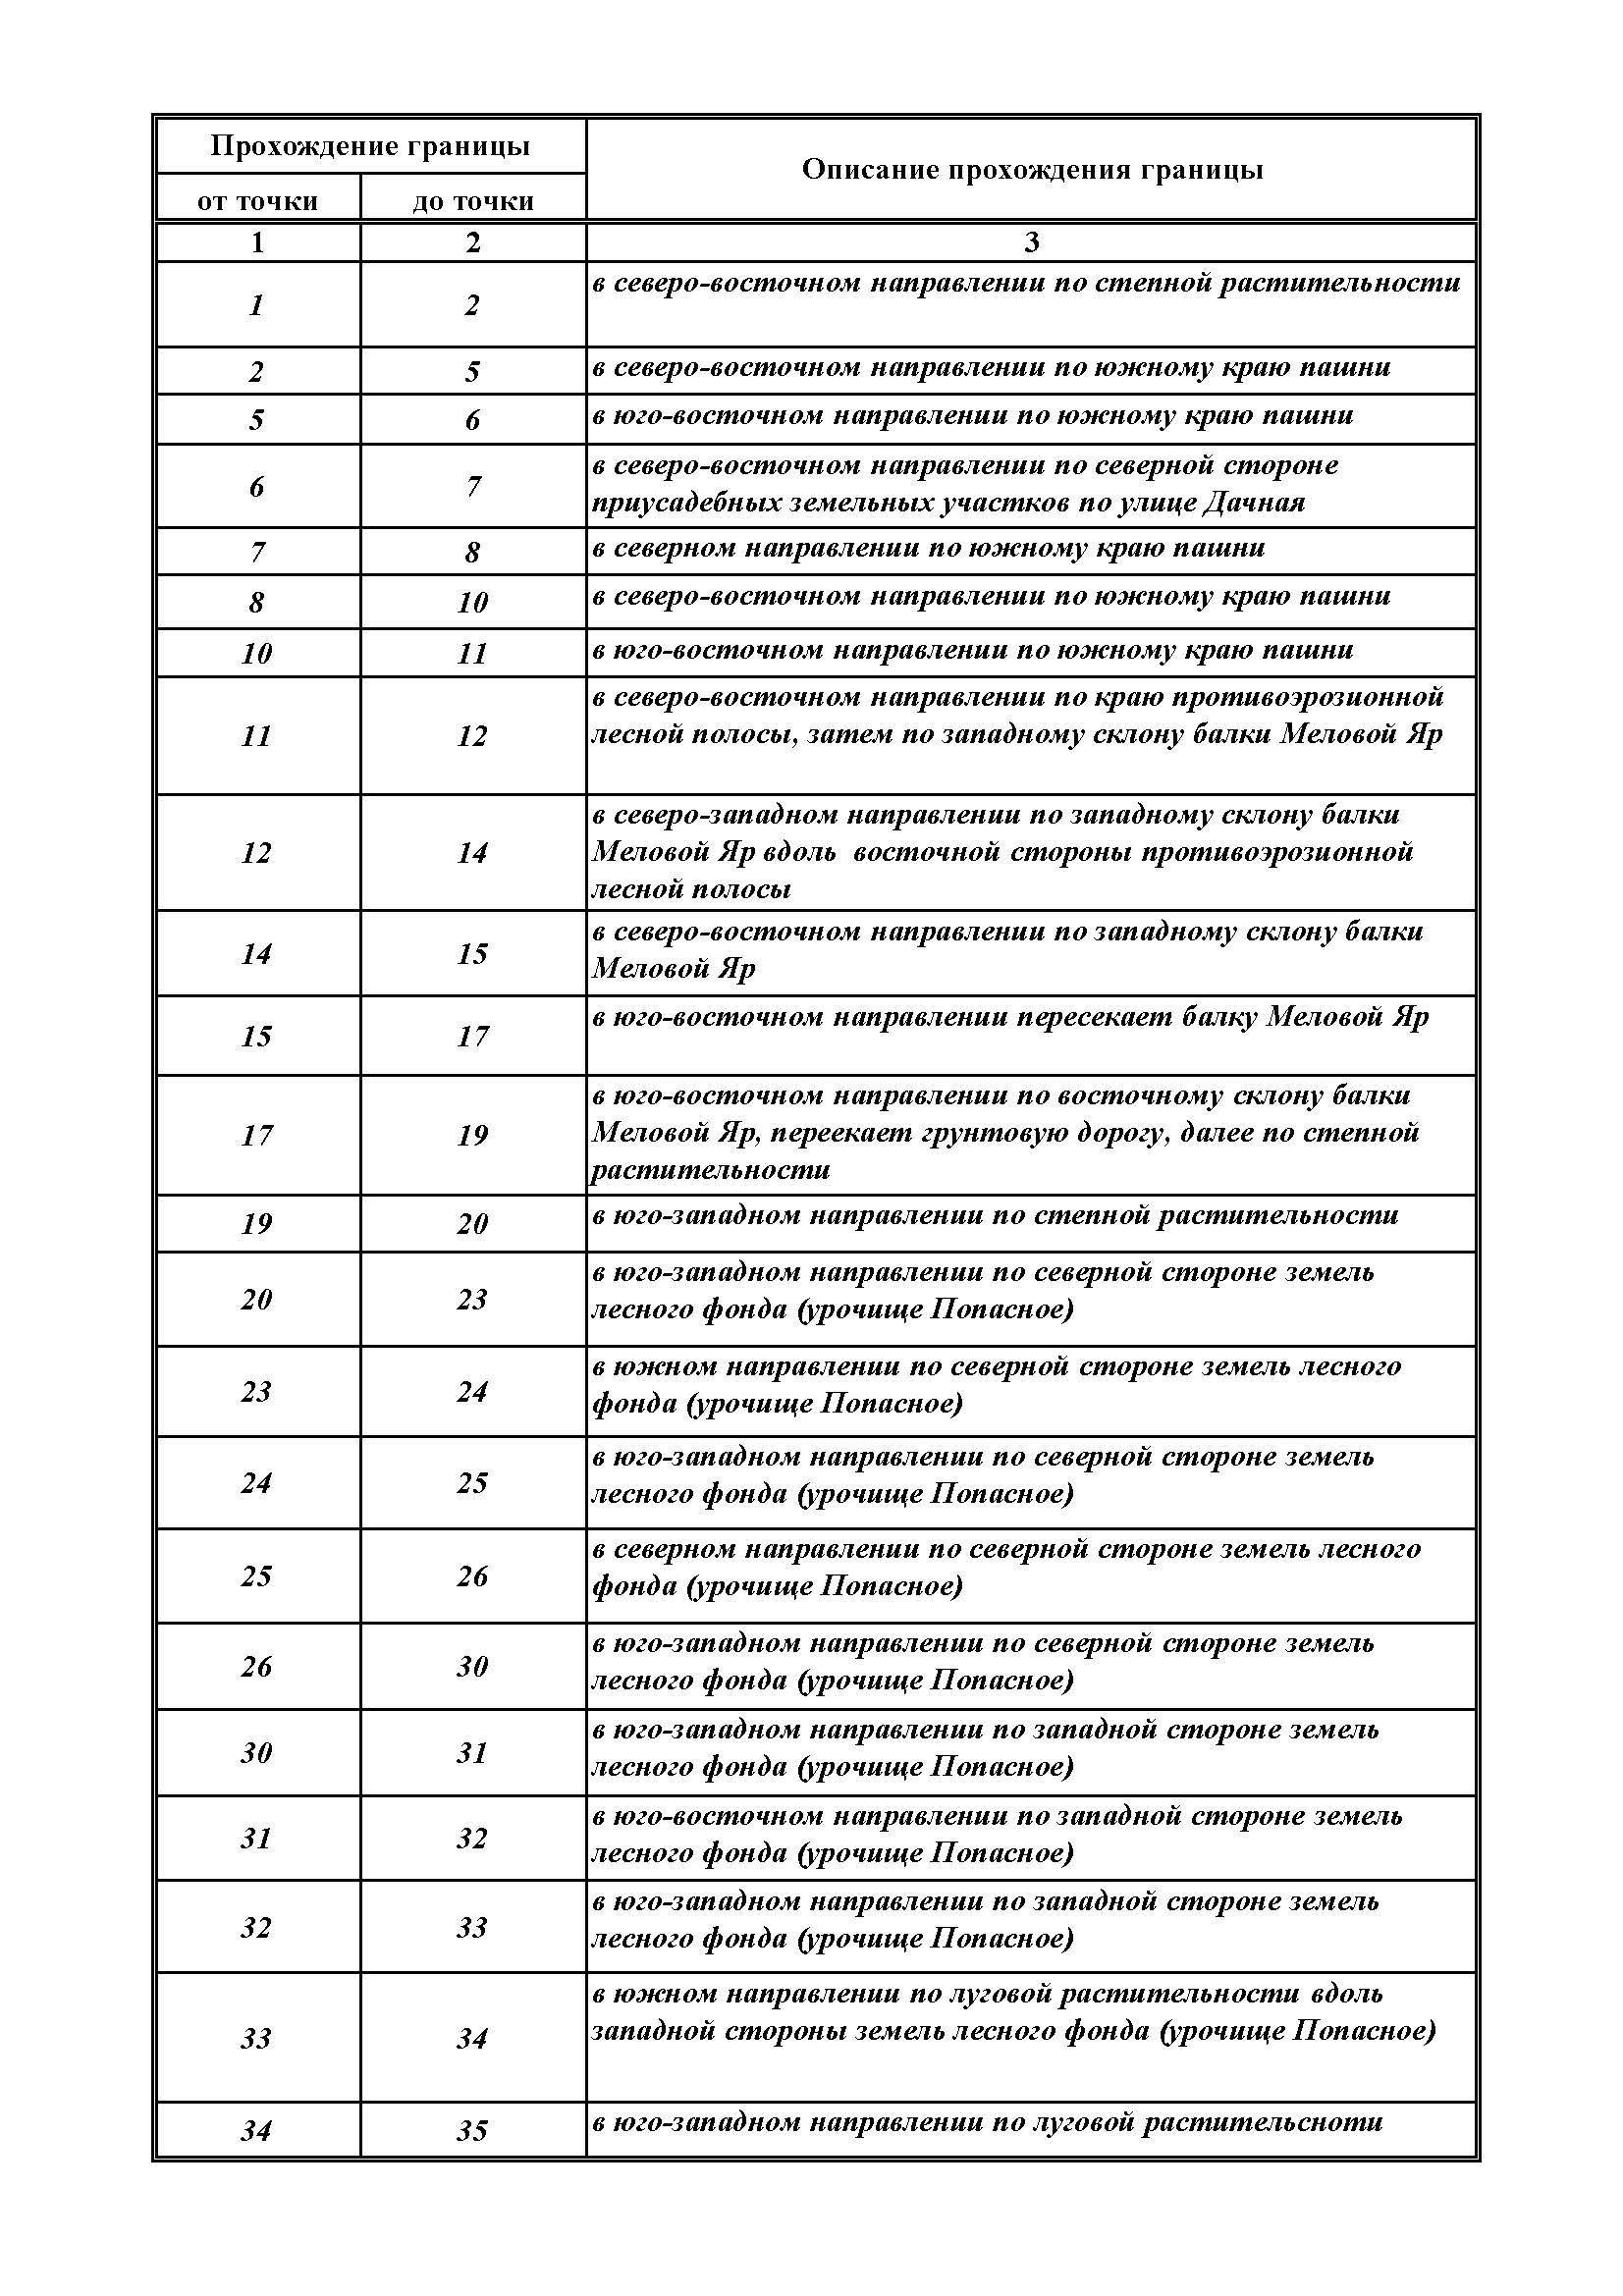 Прохождение границы
Описание прохождения границы
от точки до точки
1 2 3
1 2 в северо-восточном направлении по степной растительности
2 5 в северо-восточном направлении по южному краю пашни
5 6 в юго-восточном направлении по южному краю пашни
6 7 в северо-восточном направлении по северной стороне
приусадебных земельных участков по улице Дачная
7 8 в северном направлении по южному краю пашни
8 10 в северо-восточном направлении по южному краю пашни
10 11 в юго-восточном направлении по южному краю пашни
11 12 в северо-восточном направлении по краю противоэрозионной
лесной полосы, затем по западному склону балки Меловой Яр
12 14 в северо-западном направлении по западному склону балки
Меловой Яр вдоль восточной стороны противоэрозионной
лесной полосы
14 15 в северо-восточном направлении по западному склону балки
Меловой Яр
15 17 в юго-восточном направлении пересекает балку Меловой Яр
17 19 в юго-восточном направлении по восточному склону балки
Меловой Яр, переекает грунтовую дорогу, далее по степной
растительности
19 20 в юго-западном направлении по степной растительности
20 23 в юго-западном направлении по северной стороне земель
лесного фонда (урочище Попасное)
23 24 в южном направлении по северной стороне земель лесного
фонда (урочище Попасное)
24 25 в юго-западном направлении по северной стороне земель
лесного фонда (урочище Попасное)
25 26 в северном направлении по северной стороне земель лесного
фонда (урочище Попасное)
26 30 в юго-западном направлении по северной стороне земель
лесного фонда (урочище Попасное)
30 31 в юго-западном направлении по западной стороне земель
лесного фонда (урочище Попасное)
31 32 в юго-восточном направлении по западной стороне земель
лесного фонда (урочище Попасное)
32 33 в юго-западном направлении по западной стороне земель
лесного фонда (урочище Попасное)
33 34 в южном направлении по луговой растительности вдоль
западной стороны земель лесного фонда (урочище Попасное)
34 35 в юго-западном направлении по луговой растительсноти